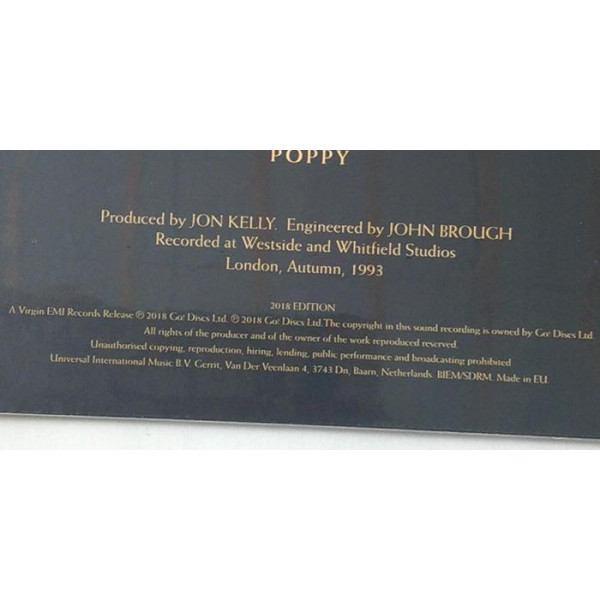 POPPY
Produced by JON KELLY. Engineered by JOHN BROUGH
Recorded at Westside and Whitfield Studios
London, Autumn, 1993
2018 EDITION
A Virgin EMI Records Release ℗ 2018 Go! Discs Ltd. ℗ 2018 Go! Discs Ltd. The copyright in this sound recording is owned by Go! Discs Ltd.
All rights of the producer and of the owner of the work reproduced reserved.
Unauthorised copying, reproduction, hiring, lending, public performance and broadcasting prohibited
Universal International Music B.V. Gerrit, Van Der Veenlaan 4, 3743 Dn, Baarn, Netherlands. BIEM/SDRM. Made in EU